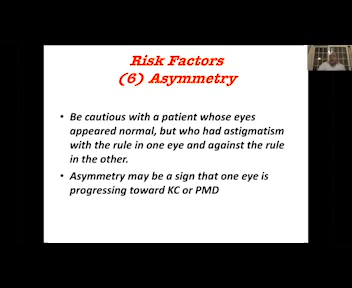 Risk Factors
(6) Asymmetry
• Be cautious with a patient whose eyes
appeared normal, but who had astigmatism
with the rule in one eye and against the rule
in the other.
• Asymmetry may be a sign that one eye is
progressing toward KC or PMD